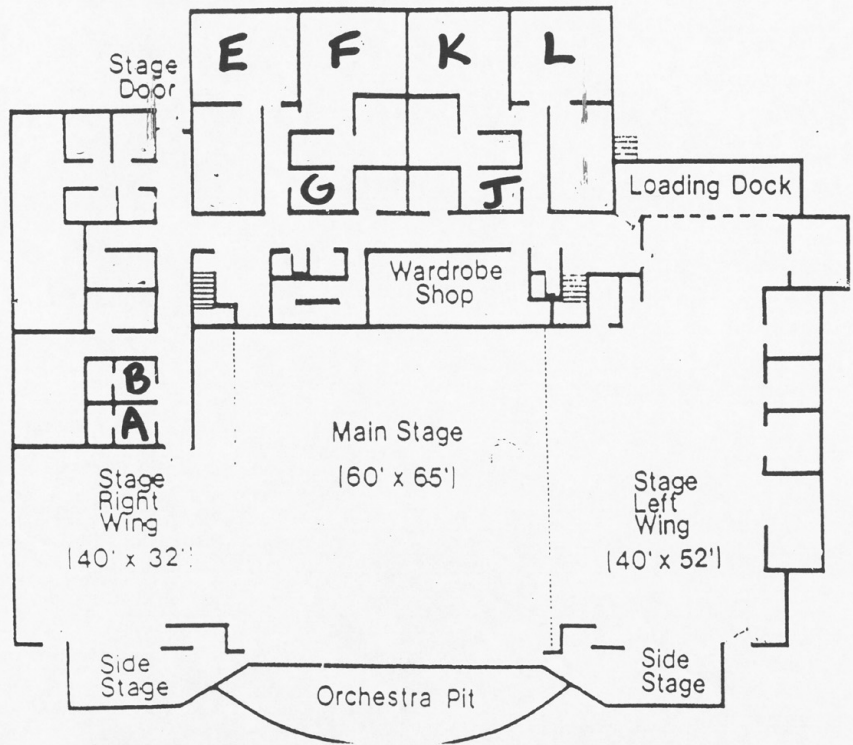 E F K L
Stage
Door
G J
Loading Dock
Wardrobe
Shop
B
A
Main Stage
(60' x 65')
Stage
Right
Wing
(40' x 32')
Stage
Left
Wing
(40' x 52')
Side
Stage
Orchestra Pit
Side
Stage